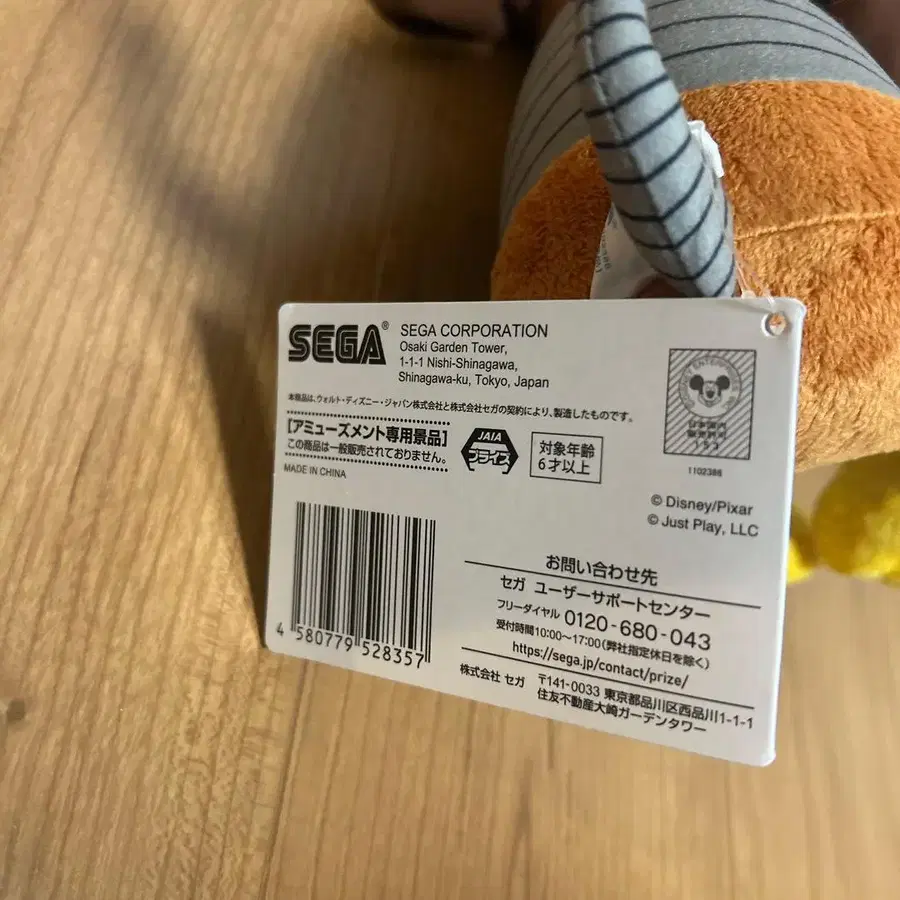 SEGA®
SEGA CORPORATION
Osaki Garden Tower,
1-1-1 Nishi-Shinagawa,
Shinagawa-ku, Tokyo, Japan
本商品は、ウォルト・ディズニー・ジャパン株式会社と株式会社セガの契約により、製造したものです。
[アミューズメント専用景品]
この商品は一般販売されておりません。
JAIA
プライズ
対象年齢
6才以上
MADE IN CHINA
1102386
© Disney/Pixar
© Just Play, LLC
4 580779 528357
お問い合わせ先
セガ ユーザーサポートセンター
フリーダイヤル 0120-680-043
受付時間10:00~17:00(弊社指定休日を除く)
https://sega.jp/contact/prize/
株式会社 セガ 〒141-0033 東京都品川区西品川1-1-1
住友不動産大崎ガーデンタワー